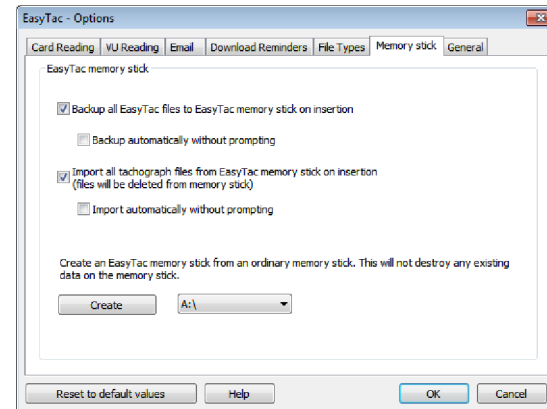 EasyTac - Options
Card Reading VU Reading Email Download Reminders File Types Memory stick General
EasyTac memory stick
Backup all EasyTac files to EasyTac memory stick on insertion
Backup automatically without prompting
Import all tachograph files from EasyTac memory stick on insertion
(files will be deleted from memory stick)
Import automatically without prompting
Create an EasyTac memory stick from an ordinary memory stick. This will not destroy any existing
data on the memory stick.
Create A:\
Reset to default values Help OK Cancel